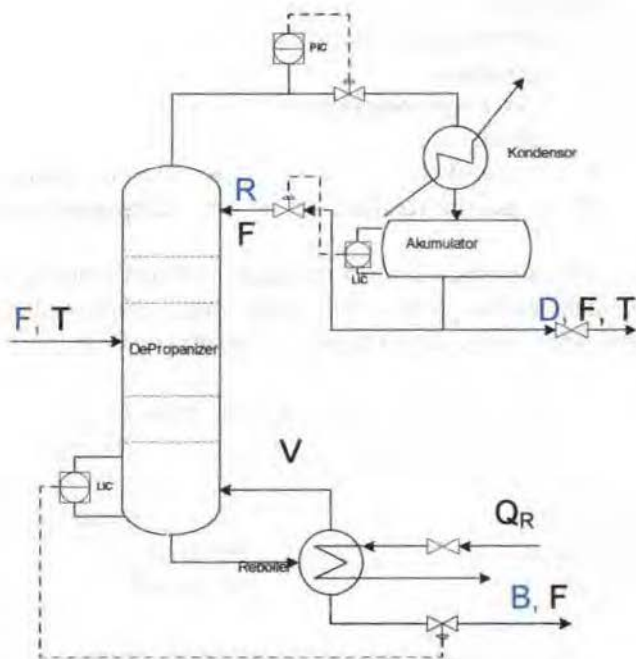 PIC
Kondensor
R
F
Akumulator
LIC
F, T
D, F, T
DePropanizer
V
LIC
QR
Reboiler
B, F